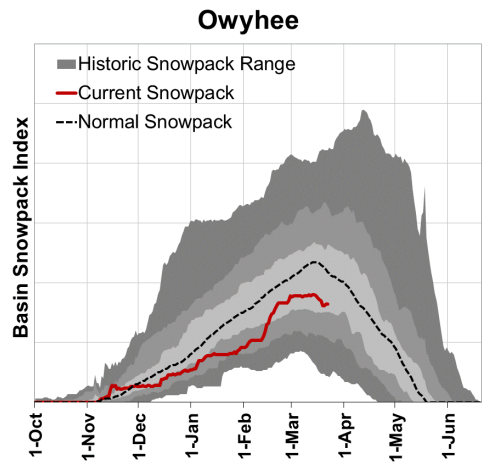 Owyhee
Historic Snowpack Range
Current Snowpack
Normal Snowpack
Basin Snowpack Index
1-Oct
1-Nov
1-Dec
1-Jan
1-Feb
1-Mar
1-Apr
1-May
1-Jun